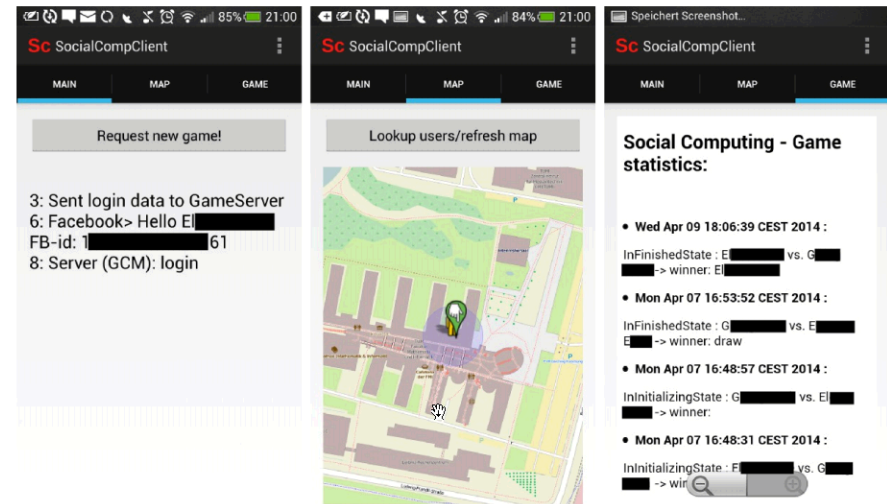 85% 21:00
Sc SocialCompClient
MAIN MAP GAME
Request new game!
3: Sent login data to GameServer
6: Facebook> Hello El
FB-id: 1 61
8: Server (GCM): login
84% 21:00
Sc SocialCompClient
MAIN MAP GAME
Lookup users/refresh map
P
P
Speichert Screenshot...
Sc SocialCompClient
MAIN MAP GAME
Social Computing - Game
statistics:
• Wed Apr 09 18:06:39 CEST 2014 :
InFinishedState : El vs. G
-> winner: El
• Mon Apr 07 16:53:52 CEST 2014 :
InFinishedState : G vs. E
E -> winner: draw
• Mon Apr 07 16:48:57 CEST 2014 :
InInitializingState : G vs. El
-> winner:
• Mon Apr 07 16:48:31 CEST 2014 :
InInitializingState : vs. G